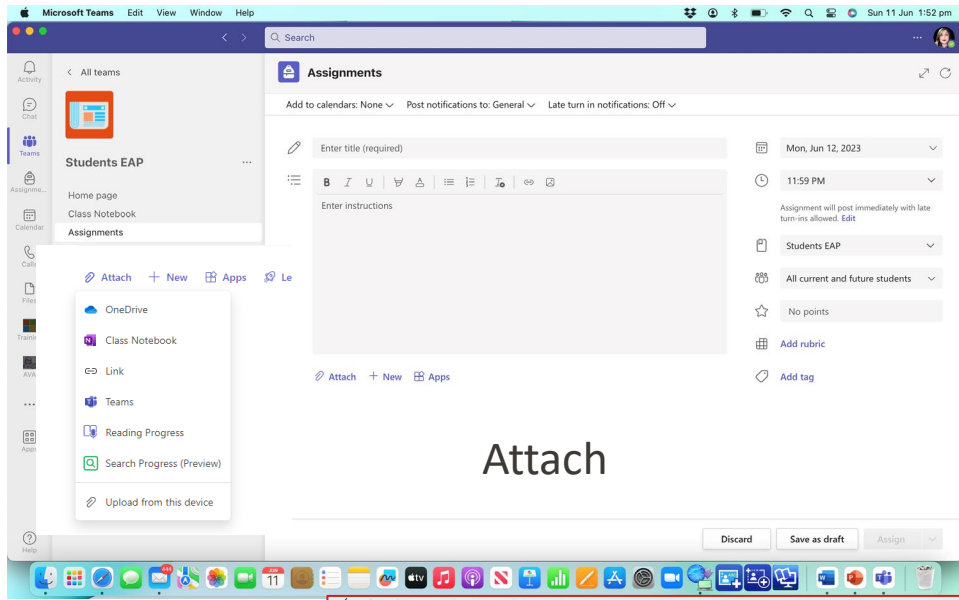 Microsoft Teams Edit View Window Help
Sun 11 Jun 1:52 pm
Search
Activity
Chat
Teams
Assignme...
Calendar
Calls
Files
AVA
...
Help
All teams
Students EAP
...
Home page
Class Notebook
Assignments
Attach New Apps Le
OneDrive
Class Notebook
Link
Teams
Reading Progress
Search Progress (Preview)
Upload from this device
Assignments
Add to calendars: None Post notifications to: General Late turn in notifications: Off
Enter title (required)
B I U
Enter instructions
Attach New Apps
Mon, Jun 12, 2023
11:59 PM
Assignment will post immediately with late
turn-ins allowed. Edit
Students EAP
All current and future students
No points
Add rubric
Add tag
Attach
Discard Save as draft Assign
JUN
11
tv